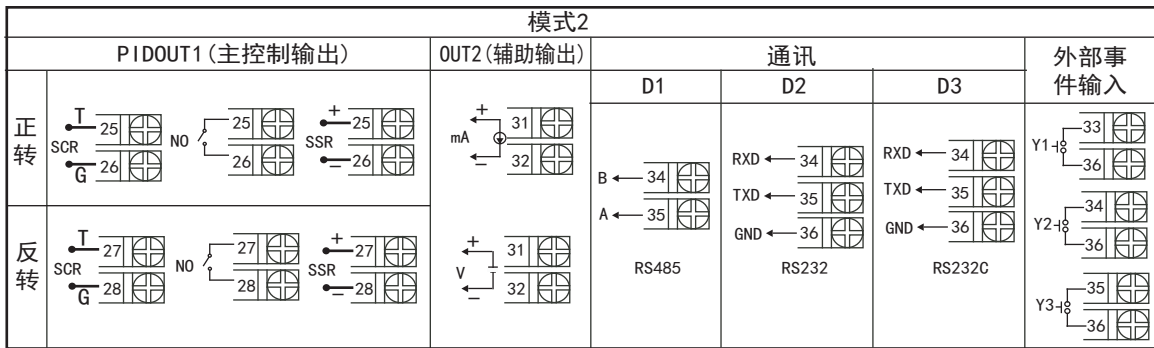 模式2
PIDOUT1(主控制输出)
OUT2(辅助输出)
通讯
外部事
件输入
D1
D2
D3
正
转
SCR
T
25
G
26
NO
25
26
SSR
+
25
−
26
mA
+
31
−
32
B
34
A
35
RS485
RXD
34
TXD
35
GND
36
RS232
RXD
34
TXD
35
GND
36
RS232C
Y1
33
36
Y2
34
36
Y3
35
36
反
转
SCR
T
27
G
28
NO
27
28
SSR
+
27
−
28
V
+
31
−
32